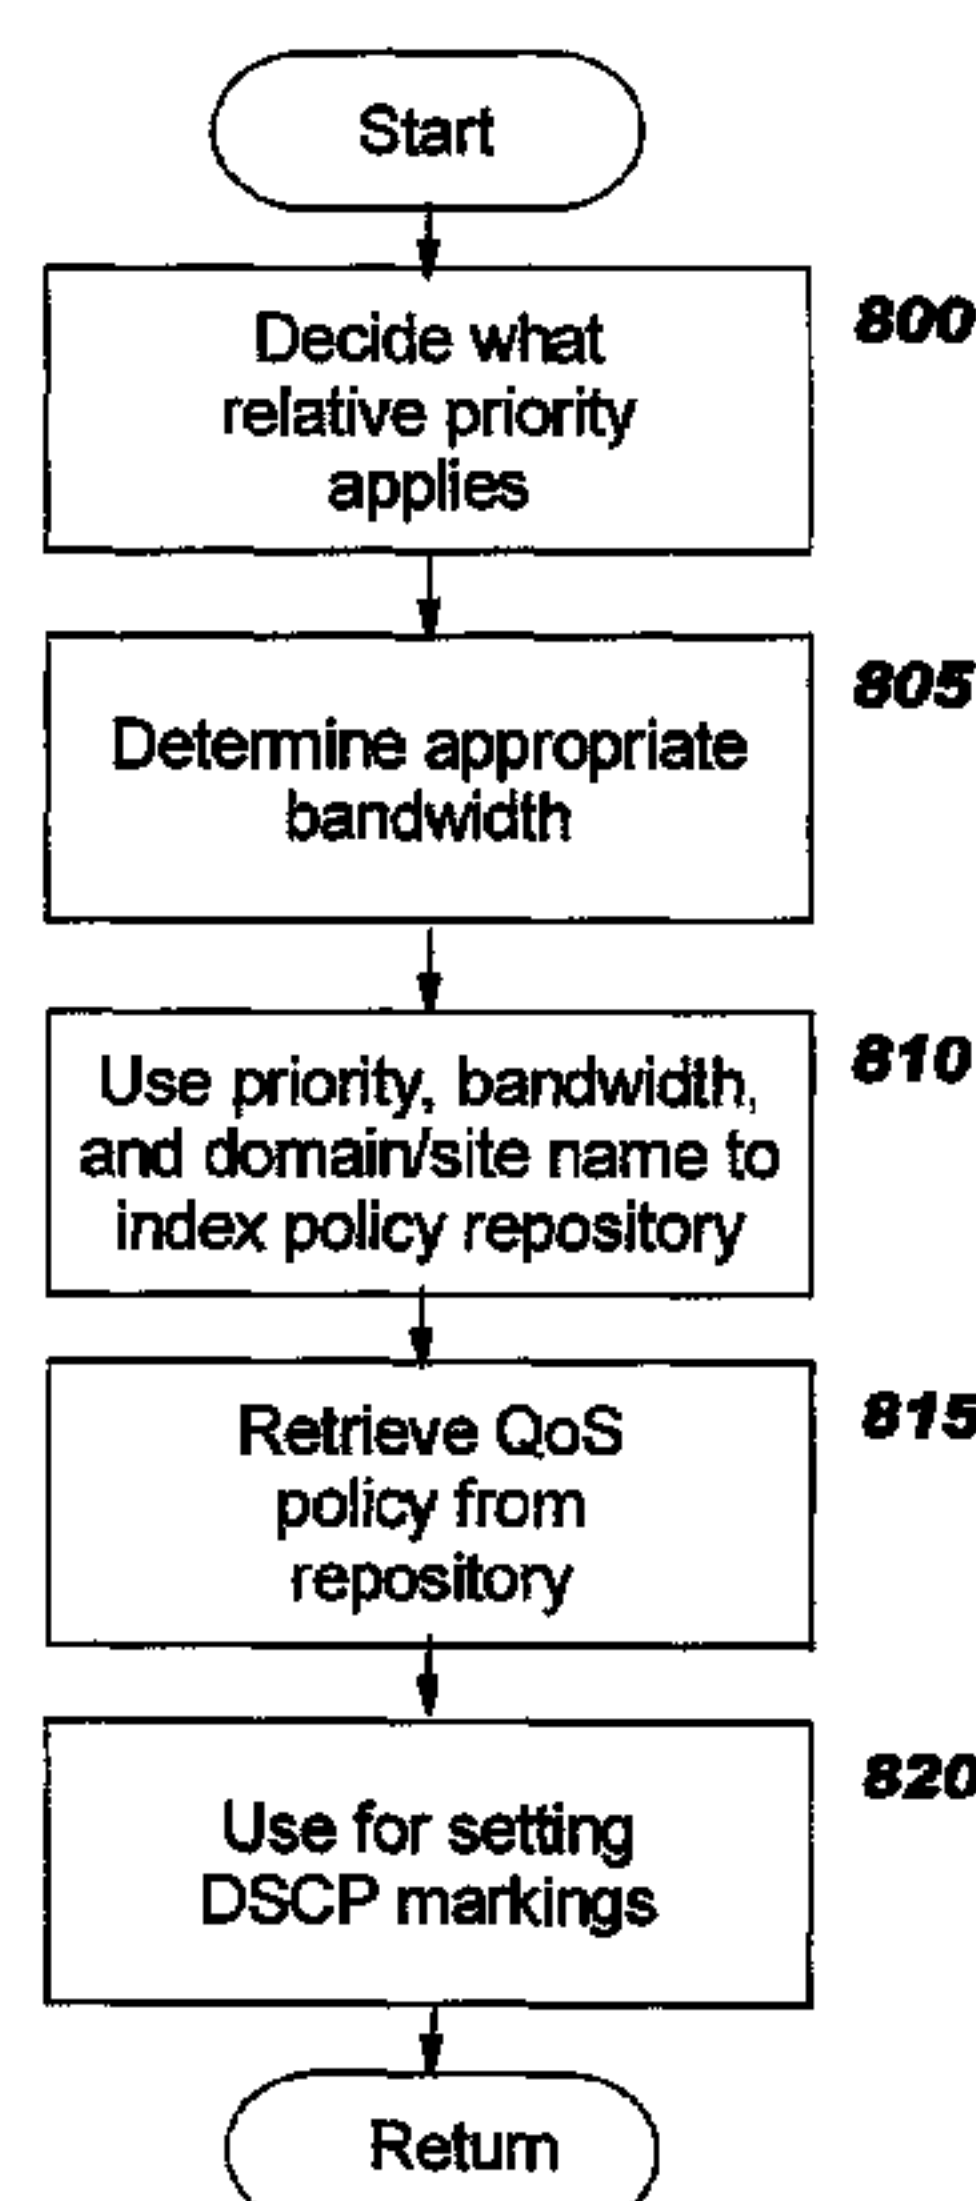 Start
Decide what
relative priority
applies
800
Determine appropriate
bandwidth
805
Use priority, bandwidth,
and domain/site name to
index policy repository
810
Retrieve QoS
policy from
repository
815
Use for setting
DSCP markings
820
Return